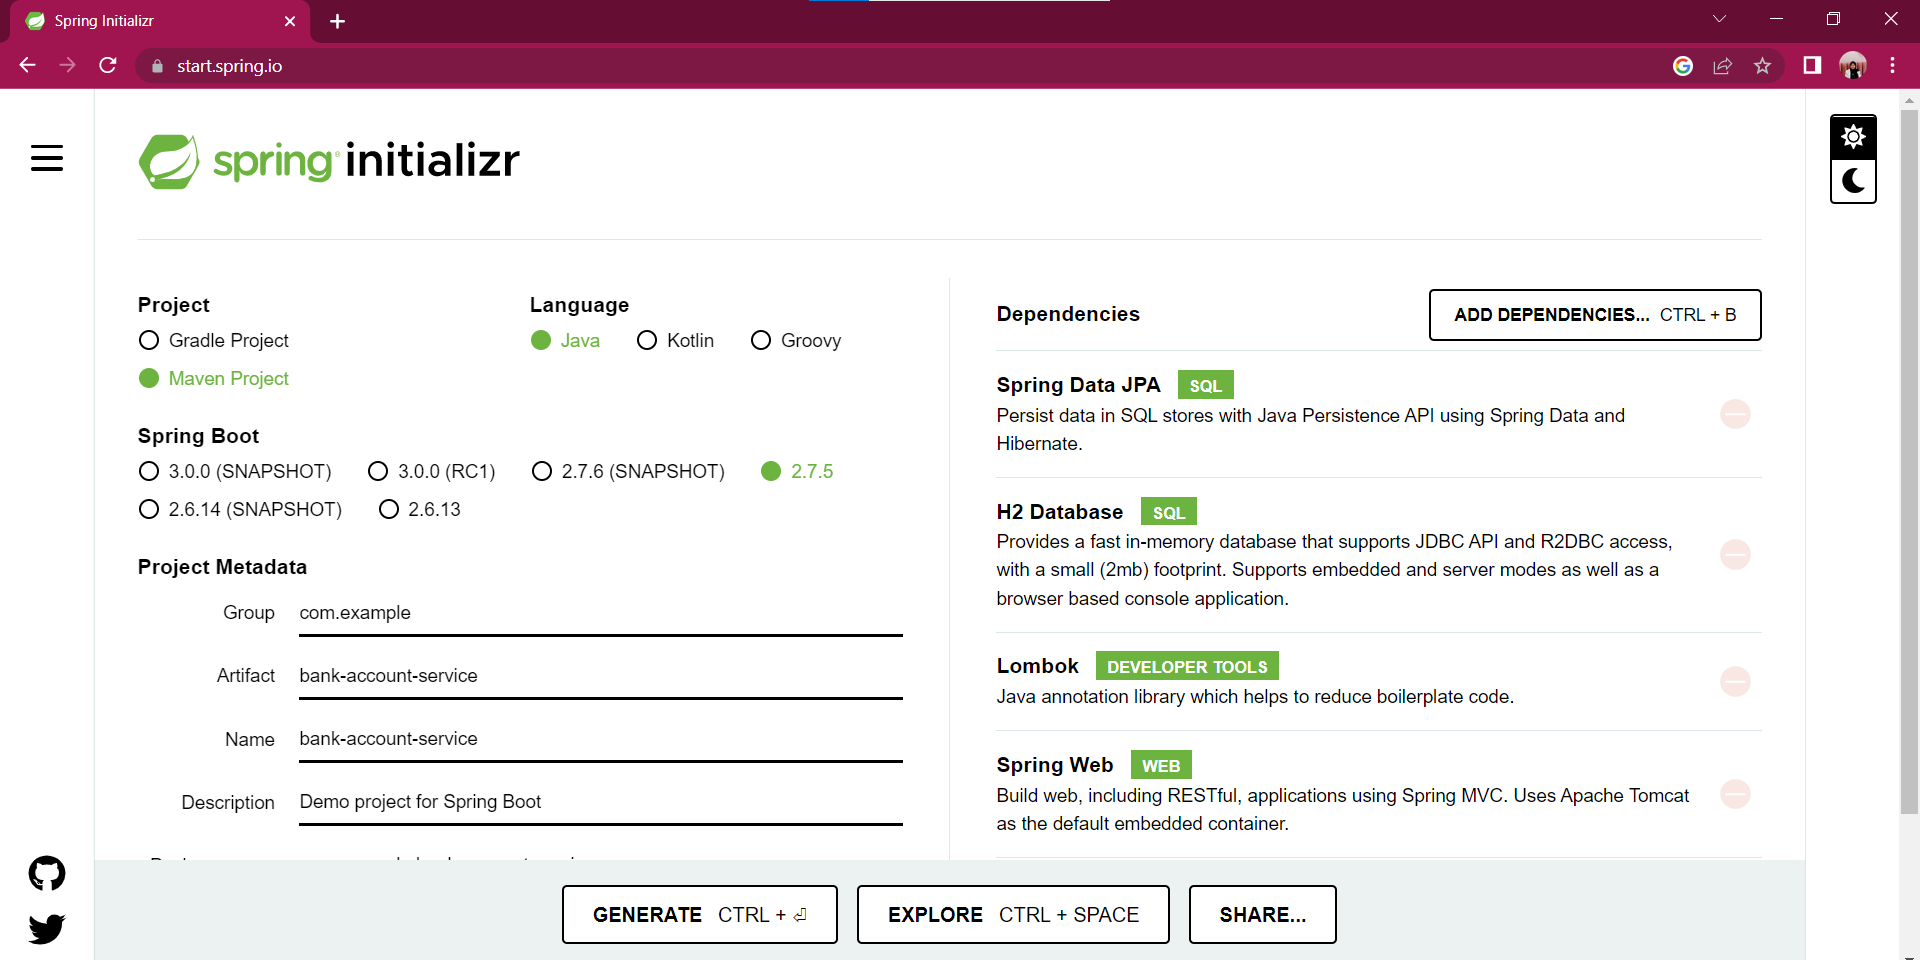 Spring Initializr
start.spring.io
spring initializr
Project
Gradle Project
Maven Project
Language
Java Kotlin Groovy
Spring Boot
3.0.0 (SNAPSHOT) 3.0.0 (RC1) 2.7.6 (SNAPSHOT) 2.7.5
2.6.14 (SNAPSHOT) 2.6.13
Project Metadata
Group com.example
Artifact bank-account-service
Name bank-account-service
Description Demo project for Spring Boot
Dependencies
ADD DEPENDENCIES... CTRL + B
Spring Data JPA SQL
Persist data in SQL stores with Java Persistence API using Spring Data and
Hibernate.
H2 Database SQL
Provides a fast in-memory database that supports JDBC API and R2DBC access,
with a small (2mb) footprint. Supports embedded and server modes as well as a
browser based console application.
Lombok DEVELOPER TOOLS
Java annotation library which helps to reduce boilerplate code.
Spring Web WEB
Build web, including RESTful, applications using Spring MVC. Uses Apache Tomcat
as the default embedded container.
GENERATE CTRL + ⏎
EXPLORE CTRL + SPACE
SHARE...